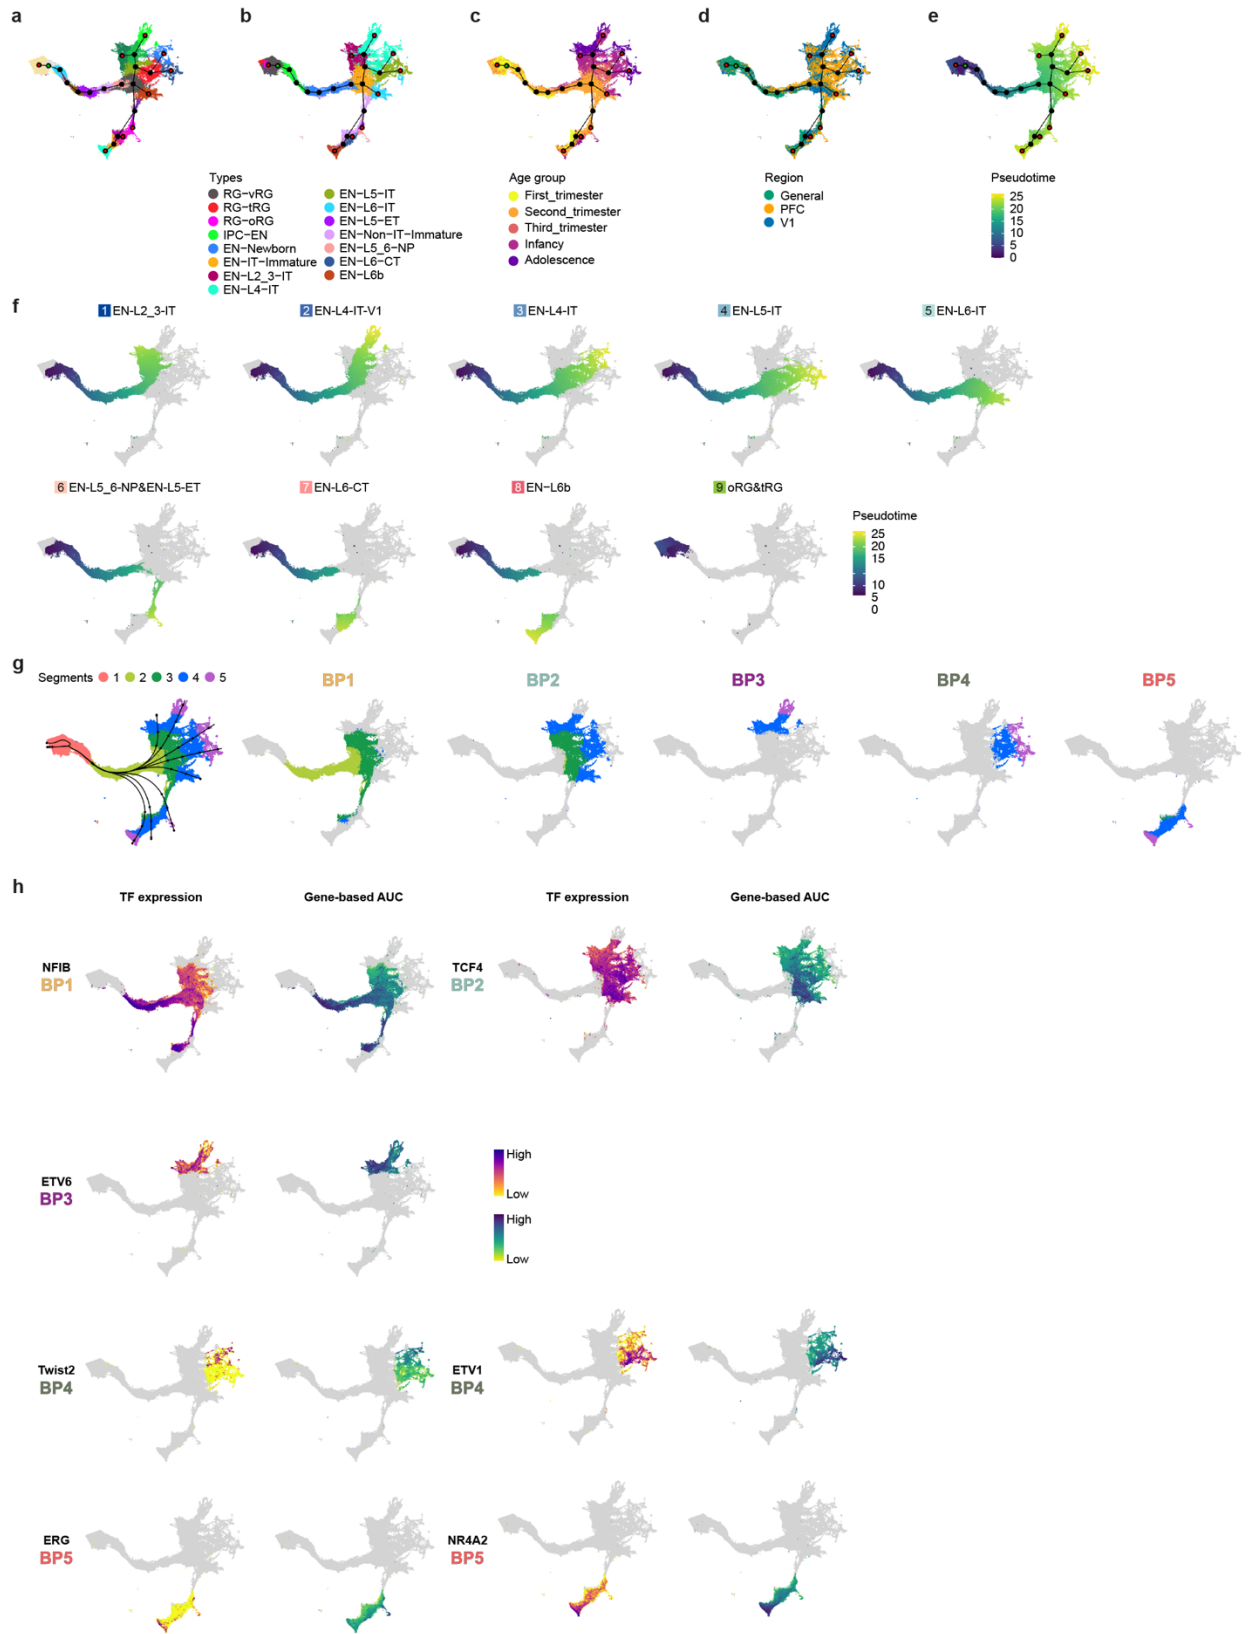 a b c d e
Types
RG−vRG
RG−tRG
RG−oRG
IPC−EN
EN−Newborn
EN−IT−Immature
EN−L2_3−IT
EN−L4−IT
EN−L5−IT
EN−L6−IT
EN−L5−ET
EN−Non−IT−Immature
EN−L5_6−NP
EN−L6−CT
EN−L6b
Age group
First_trimester
Second_trimester
Third_trimester
Infancy
Adolescence
Region
General
PFC
V1
Pseudotime
25
20
15
10
5
0
f
1 EN-L2_3-IT
2 EN-L4-IT-V1
3 EN-L4-IT
4 EN-L5-IT
5 EN-L6-IT
6 EN-L5_6-NP&EN-L5-ET
7 EN-L6-CT
8 EN−L6b
9 oRG&tRG
Pseudotime
25
20
10
5
0
g
Segments 1 2 3 4 5
BP1
BP2
BP3
BP4
BP5
h
TF expression
Gene-based AUC
TF expression
Gene-based AUC
NFIB
BP1
TCF4
BP2
ETV6
BP3
High
Low
High
Low
Twist2
BP4
ETV1
BP4
ERG
BP5
NR4A2
BP5